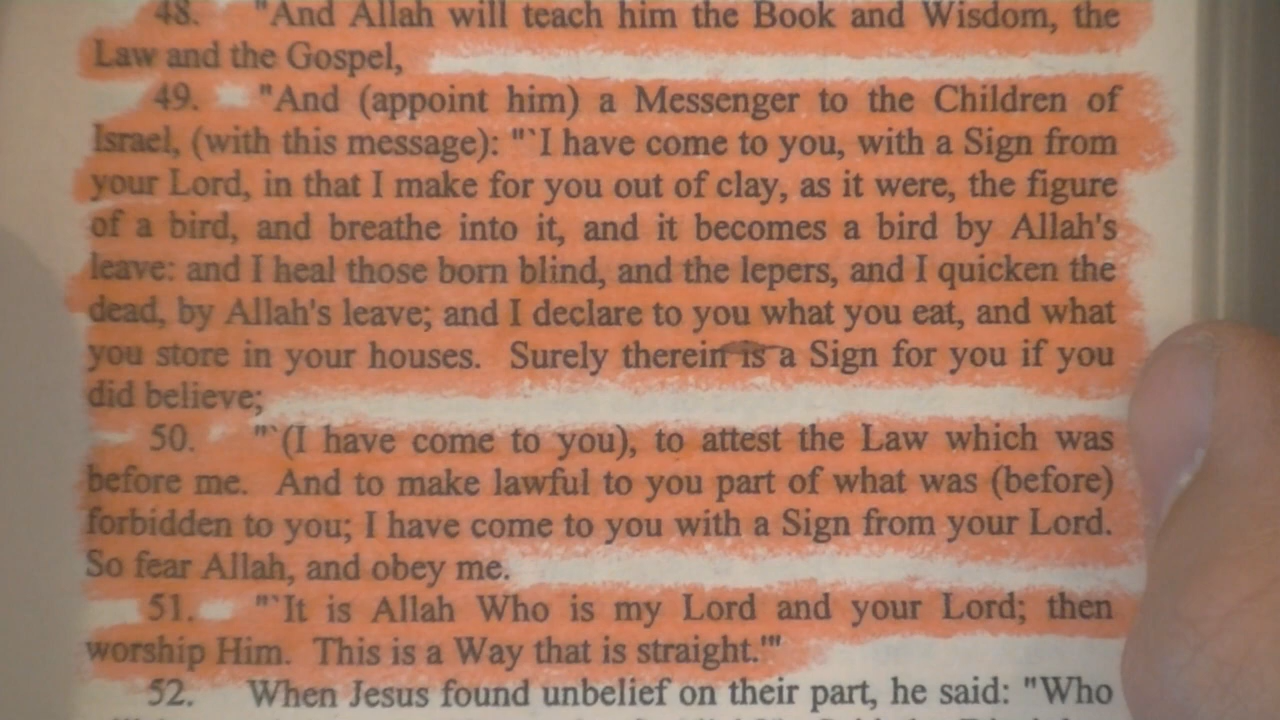 48. "And Allah will teach him the Book and Wisdom, the
Law and the Gospel,
49. "And (appoint him) a Messenger to the Children of
Israel, (with this message): "`I have come to you, with a Sign from
your Lord, in that I make for you out of clay, as it were, the figure
of a bird, and breathe into it, and it becomes a bird by Allah's
leave: and I heal those born blind, and the lepers, and I quicken the
dead, by Allah's leave; and I declare to you what you eat, and what
you store in your houses. Surely therein is a Sign for you if you
did believe;
50. "`(I have come to you), to attest the Law which was
before me. And to make lawful to you part of what was (before)
forbidden to you; I have come to you with a Sign from your Lord.
So fear Allah, and obey me.
51. "`It is Allah Who is my Lord and your Lord; then
worship Him. This is a Way that is straight.'"
52. When Jesus found unbelief on their part, he said: "Who